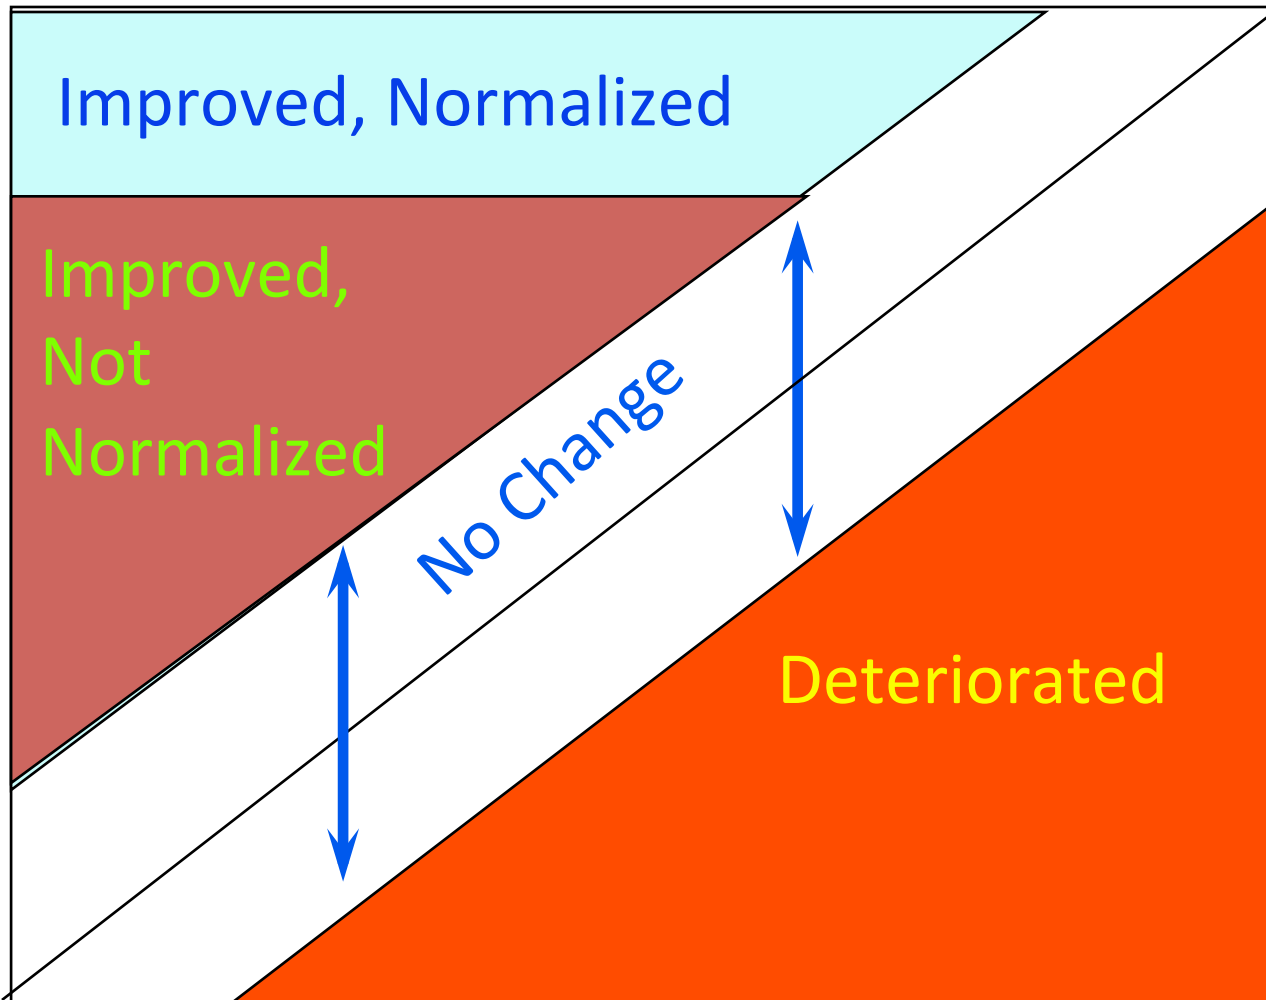 Improved, Normalized
Improved,
Not
Normalized
No Change
Deteriorated